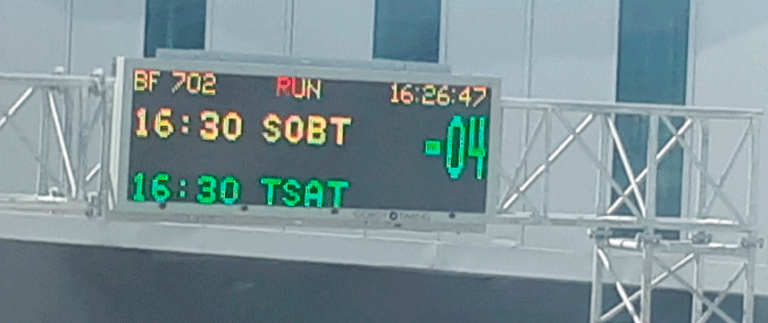 BF 702 RUN 16:26:47
16:30 SOBT -04
16:30 TSAT